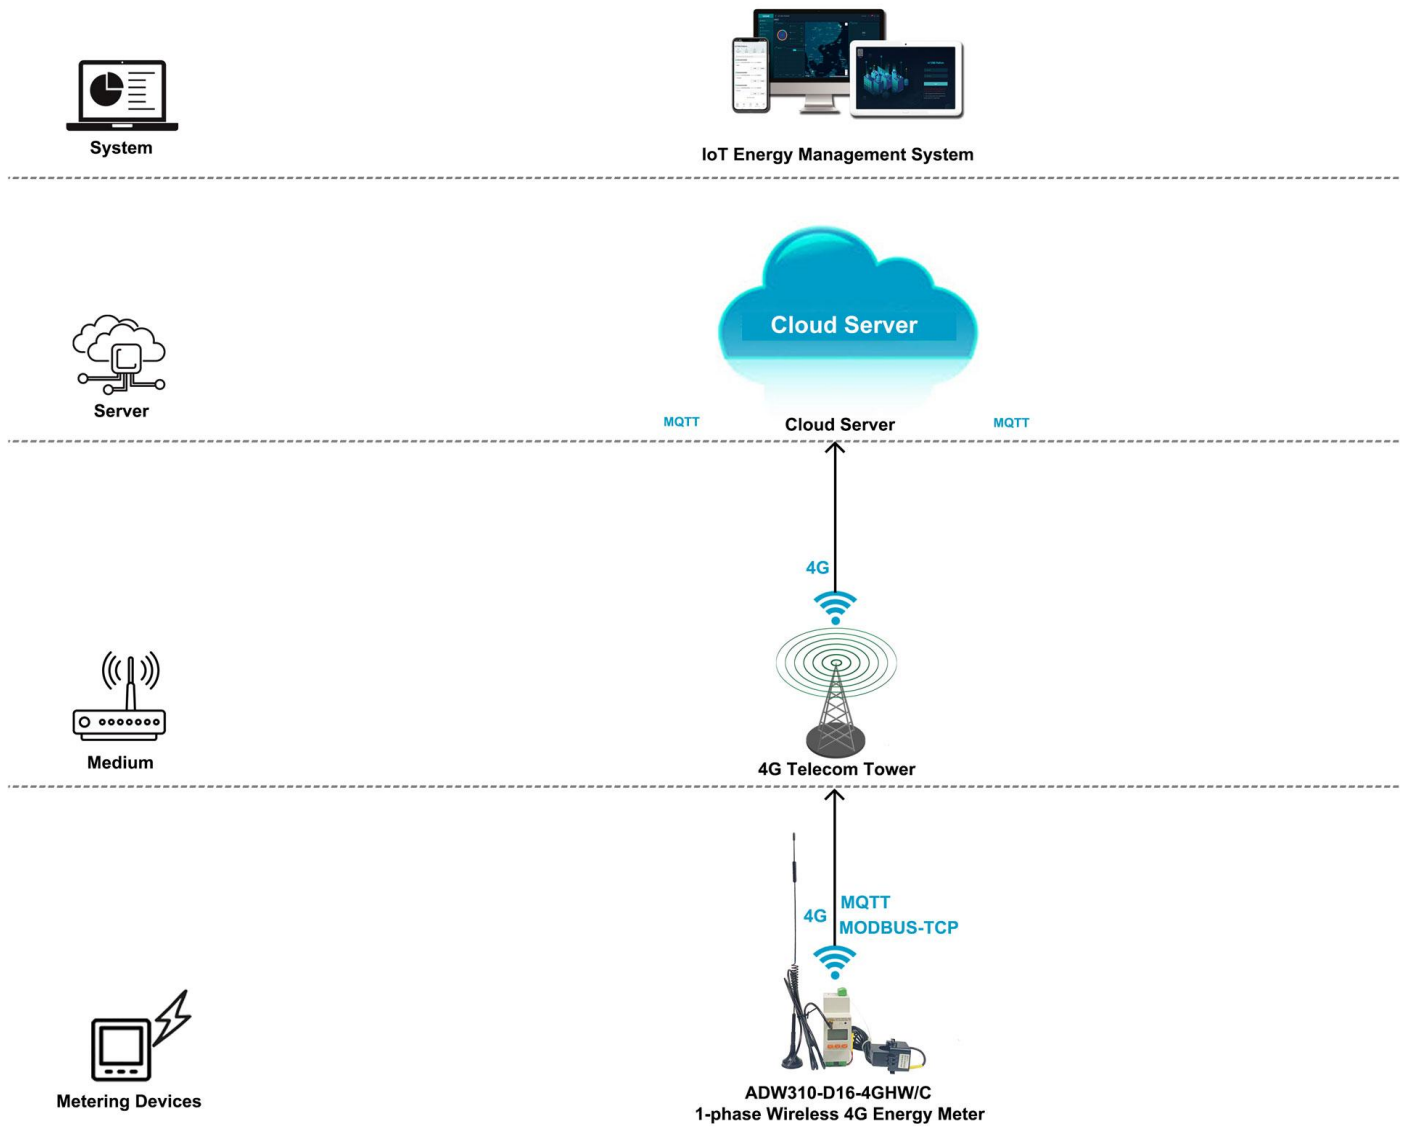 System
IoT Energy Management System
Cloud Server
Server
MQTT
Cloud Server
MQTT
4G
Medium
4G Telecom Tower
4G
MQTT
MODBUS-TCP
Metering Devices
ADW310-D16-4GHW/C
1-phase Wireless 4G Energy Meter